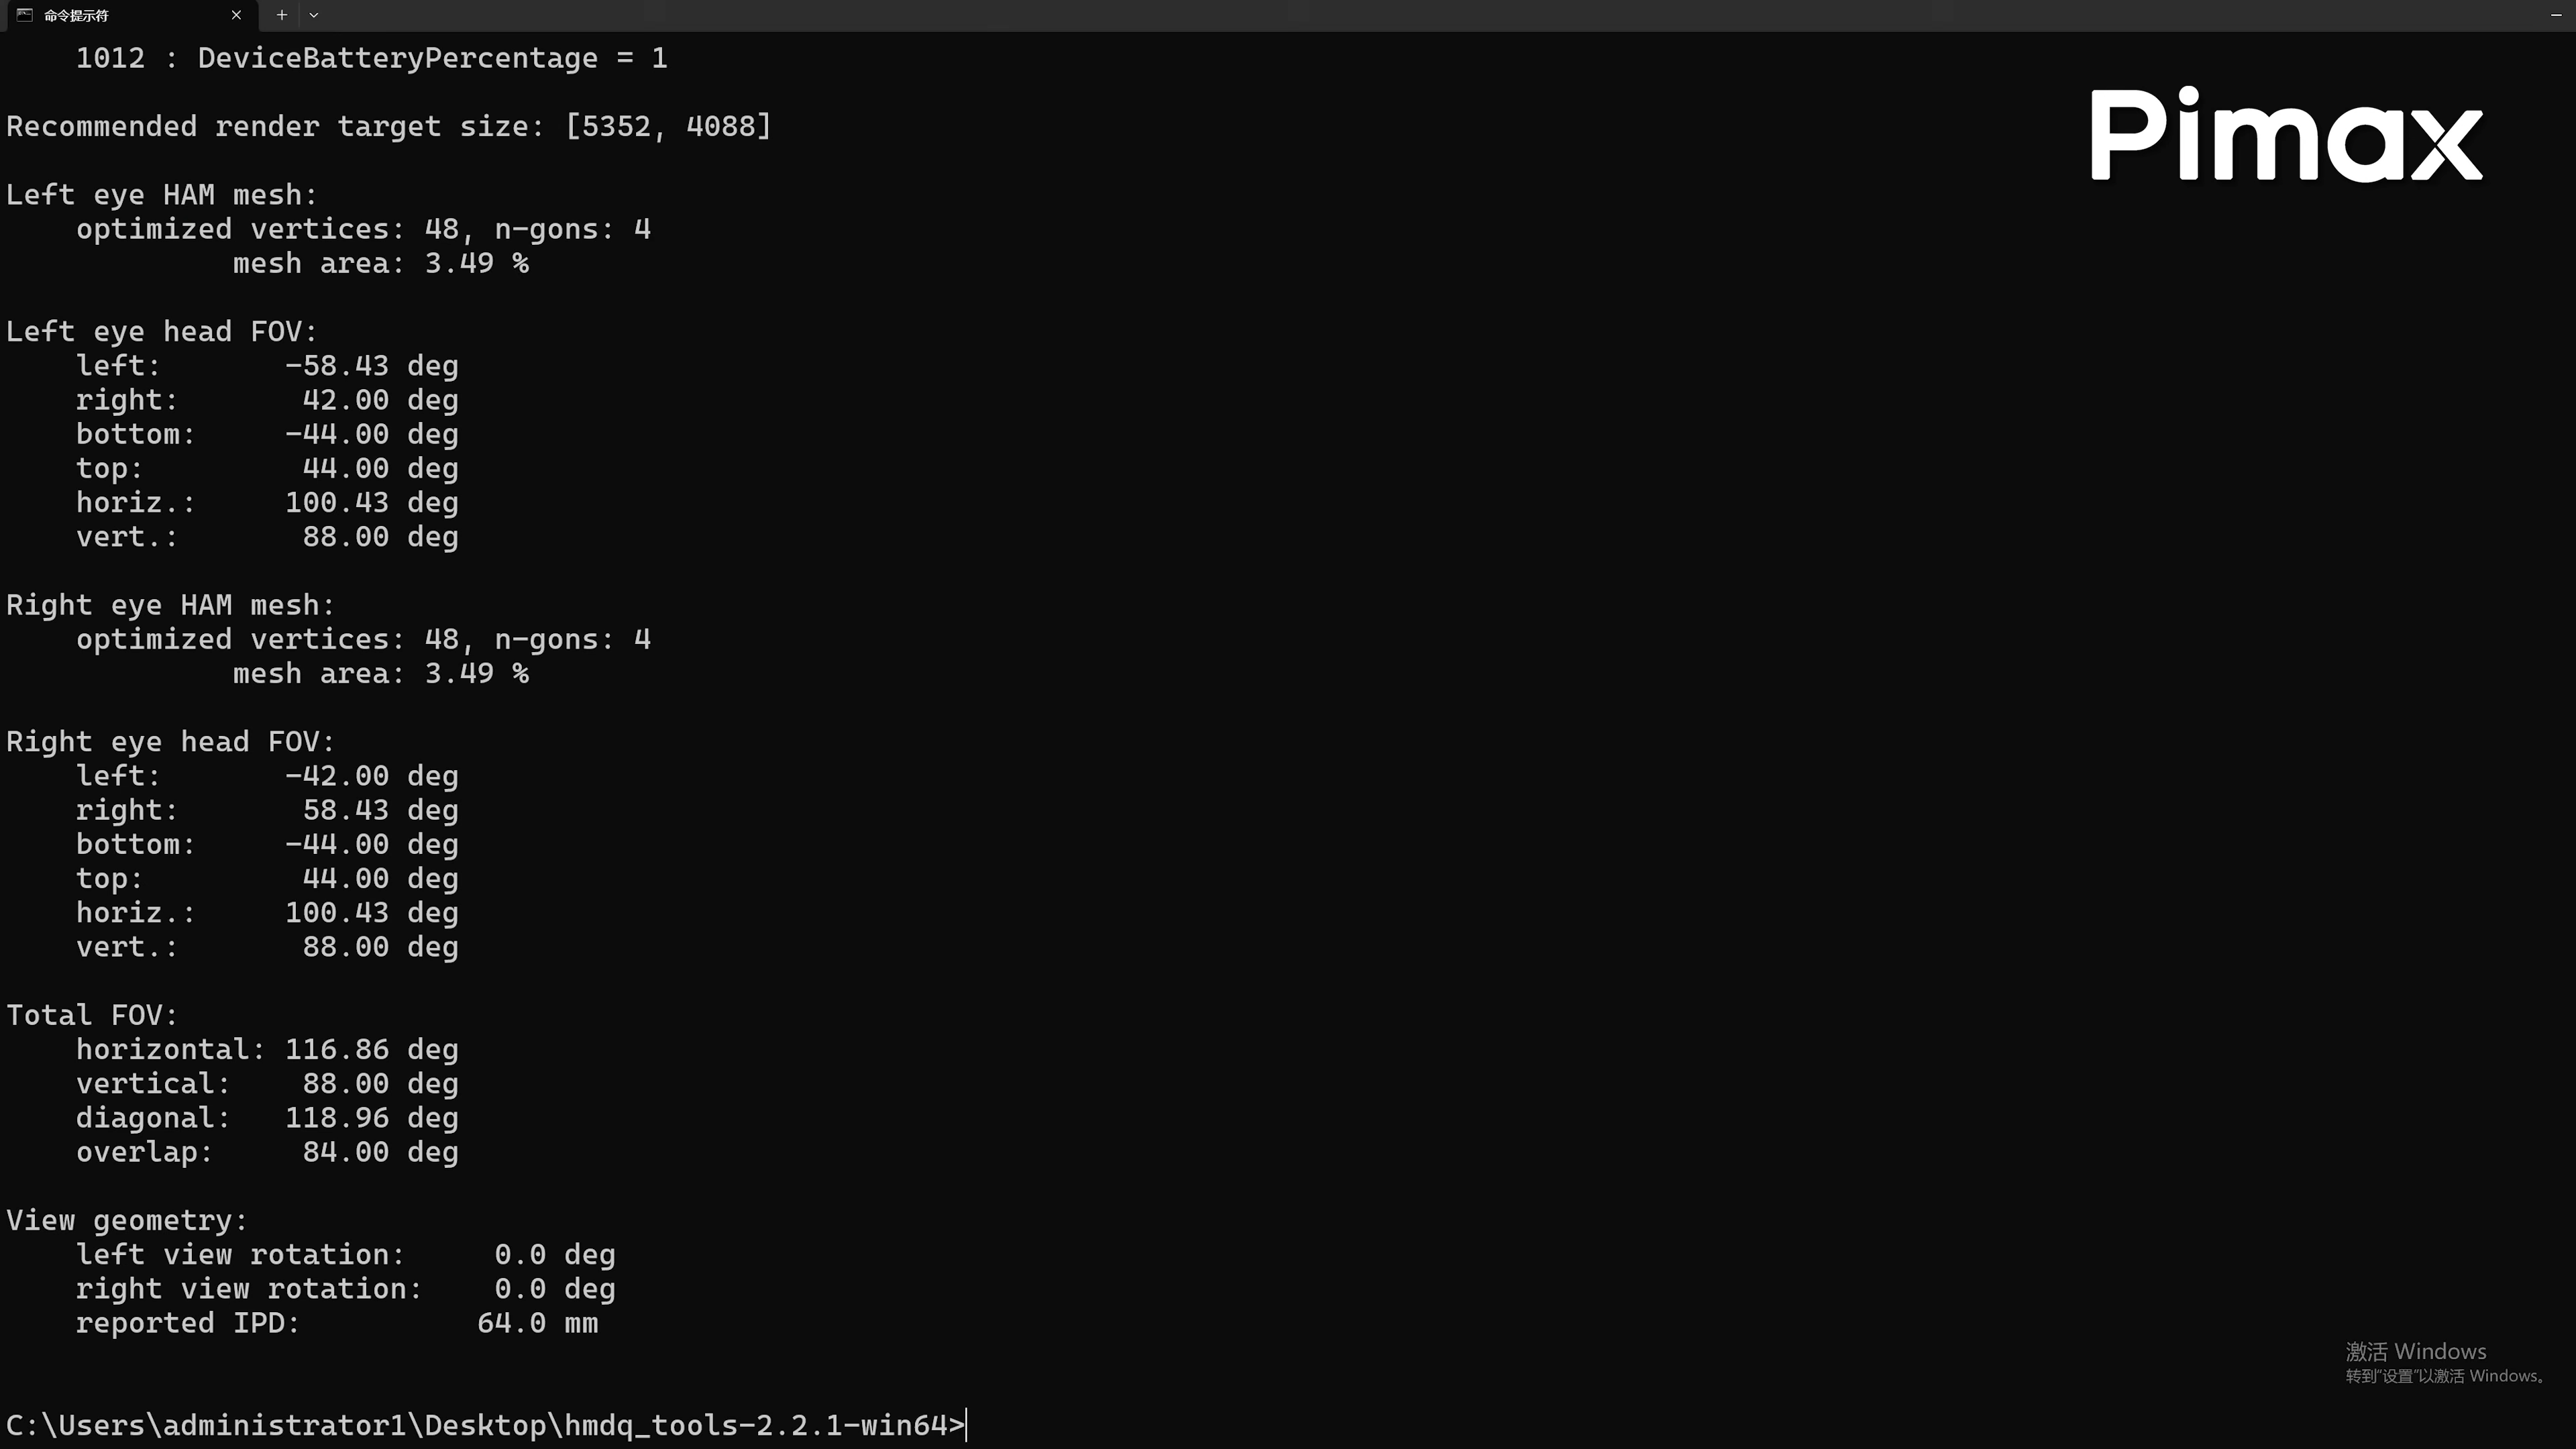 命令提示符
1012 : DeviceBatteryPercentage = 1
Pimax
Recommended render target size: [5352, 4088]
Left eye HAM mesh:
optimized vertices: 48, n-gons: 4
mesh area: 3.49 %
Left eye head FOV:
left: -58.43 deg
right: 42.00 deg
bottom: -44.00 deg
top: 44.00 deg
horiz.: 100.43 deg
vert.: 88.00 deg
Right eye HAM mesh:
optimized vertices: 48, n-gons: 4
mesh area: 3.49 %
Right eye head FOV:
left: -42.00 deg
right: 58.43 deg
bottom: -44.00 deg
top: 44.00 deg
horiz.: 100.43 deg
vert.: 88.00 deg
Total FOV:
horizontal: 116.86 deg
vertical: 88.00 deg
diagonal: 118.96 deg
overlap: 84.00 deg
View geometry:
left view rotation: 0.0 deg
right view rotation: 0.0 deg
reported IPD: 64.0 mm
激活 Windows
转到"设置"以激活 Windows。
C:\Users\administrator1\Desktop\hmdq_tools-2.2.1-win64>